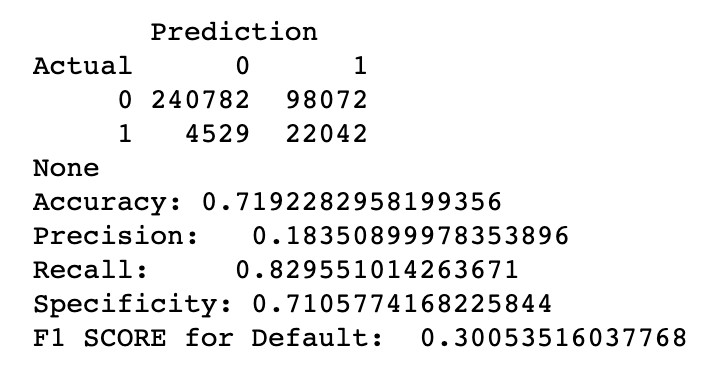 Prediction
Actual 0 1
0 240782 98072
1 4529 22042
None
Accuracy: 0.7192282958199356
Precision: 0.18350899978353896
Recall: 0.829551014263671
Specificity: 0.7105774168225844
F1 SCORE for Default: 0.30053516037768